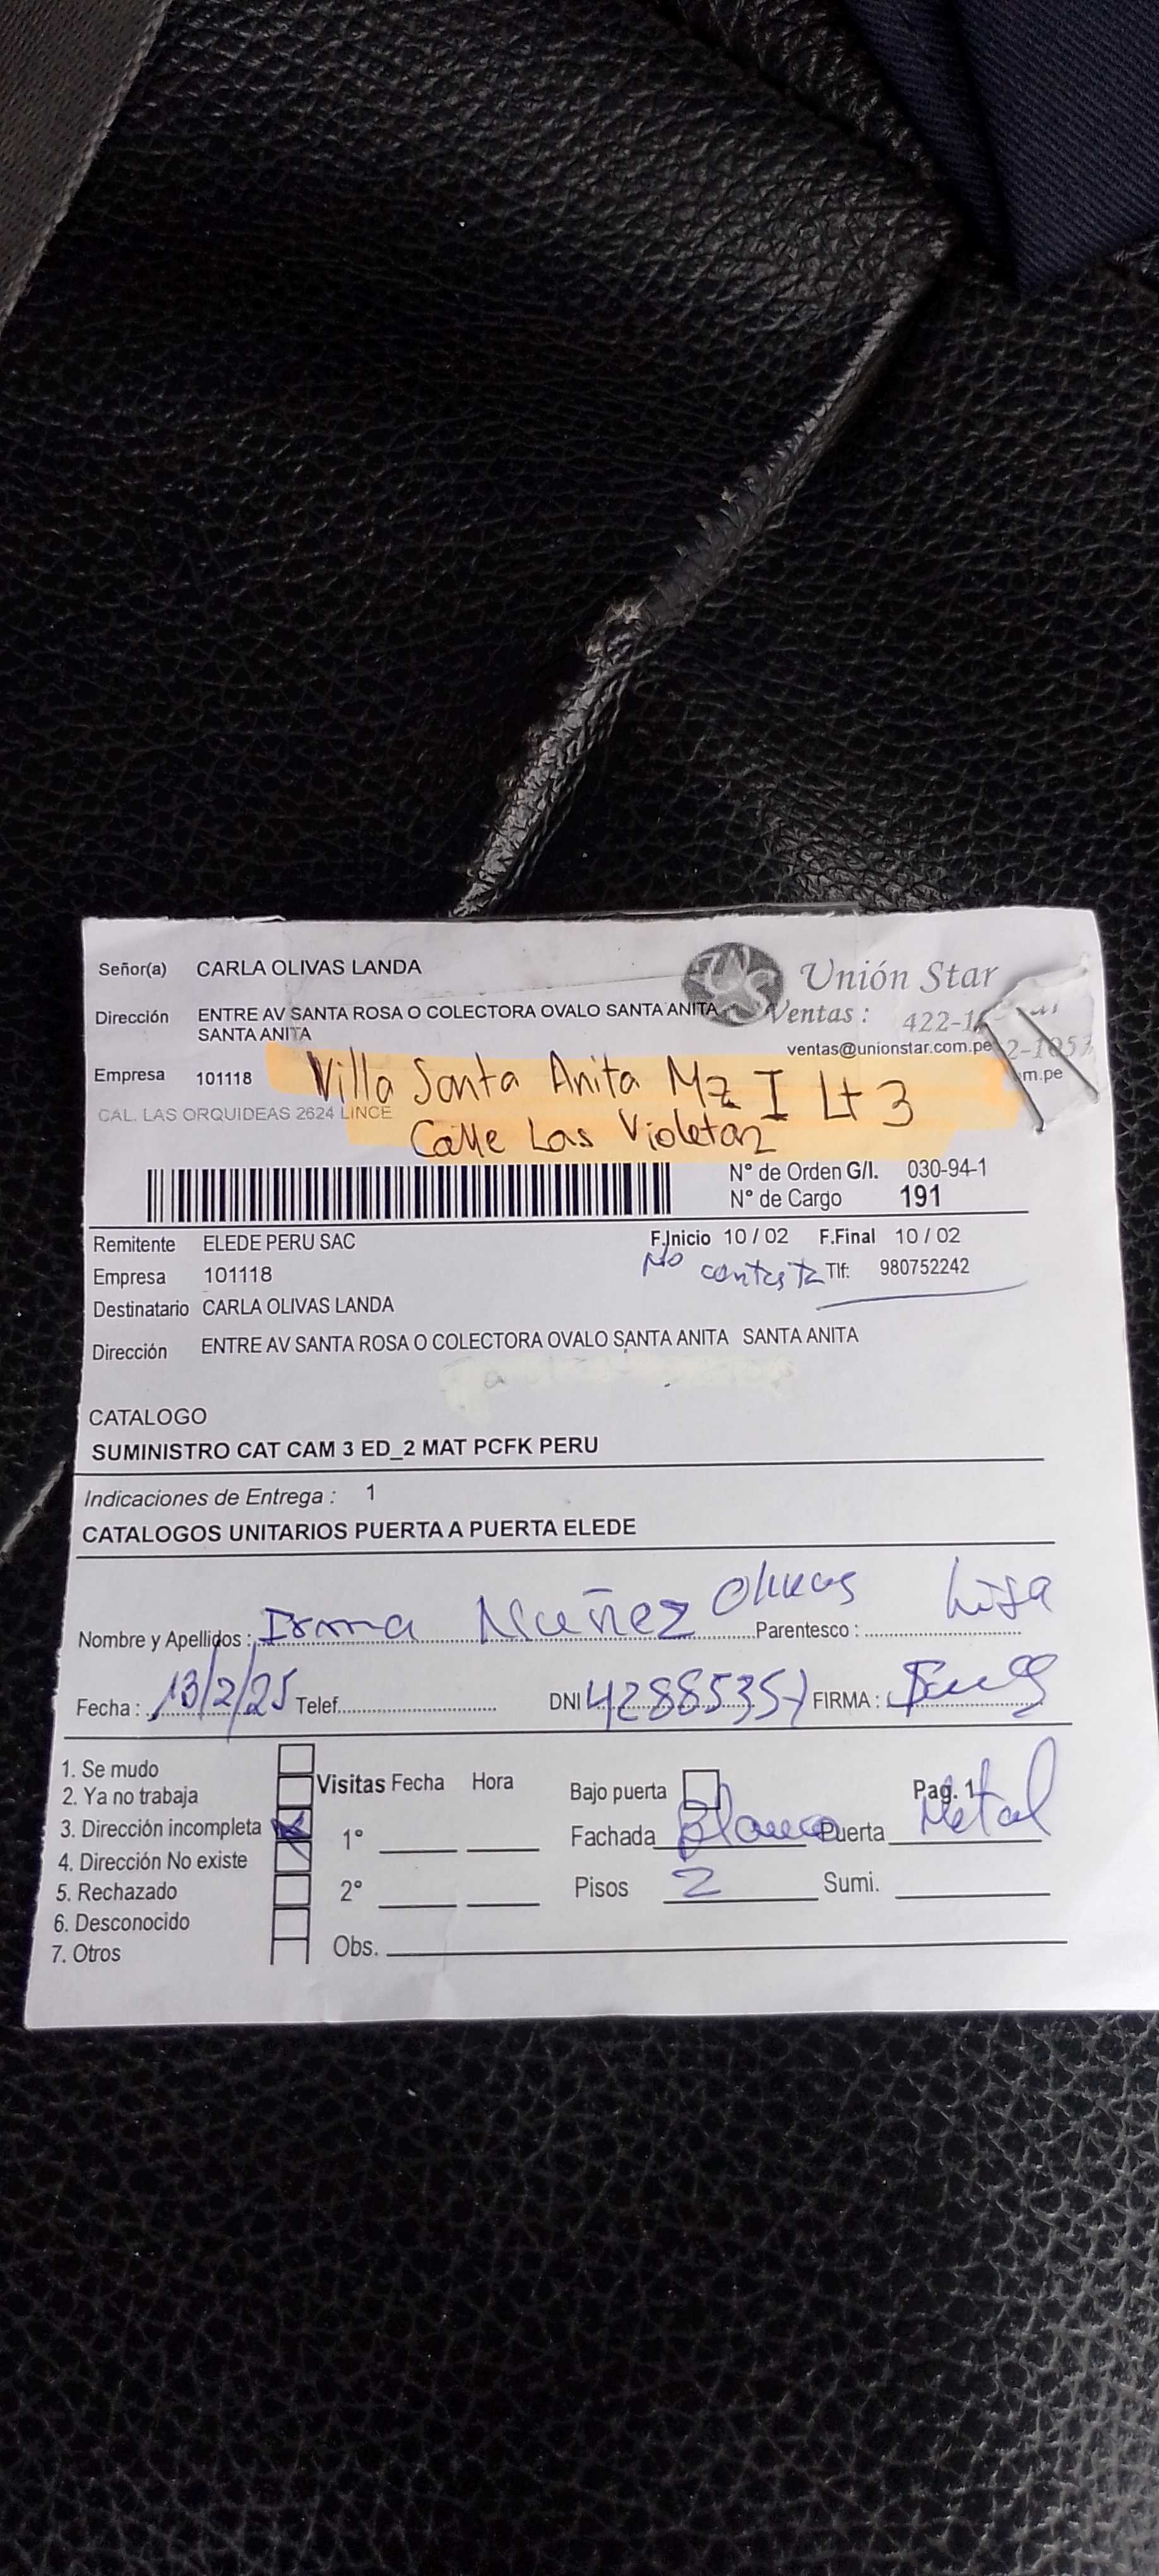 Señor(a) CARLA OLIVAS LANDA
Unión Star
Dirección ENTRE AV SANTA ROSA O COLECTORA OVALO SANTA ANITA
SANTA ANITA
Ventas : 422-1
ventas@unionstar.com.pe 2-1053
m.pe
Empresa 101118
Villa Santa Anita Mz I Lt 3
CAL. LAS ORQUIDEAS 2624 LINCE
Calle Las Violetas
N° de Orden G/I. 030-94-1
N° de Cargo 191
Remitente ELEDE PERU SAC
F.Inicio 10 / 02 F.Final 10 / 02
Empresa 101118
No contesta Tlf: 980752242
Destinatario CARLA OLIVAS LANDA
Dirección ENTRE AV SANTA ROSA O COLECTORA OVALO SANTA ANITA SANTA ANITA
CATALOGO
SUMINISTRO CAT CAM 3 ED_2 MAT PCFK PERU
Indicaciones de Entrega : 1
CATALOGOS UNITARIOS PUERTA A PUERTA ELEDE
Nombre y Apellidos : Irma Nuñez Olivas Parentesco :
Fecha : 13/2/25 Telef. DNI 42885357 FIRMA :
1. Se mudo
2. Ya no trabaja
3. Dirección incompleta
4. Dirección No existe
5. Rechazado
6. Desconocido
7. Otros
Visitas Fecha Hora
1°
2°
Obs.
Bajo puerta Pag. 1
Fachada Blanco Puerta Metal
Pisos 2 Sumi.